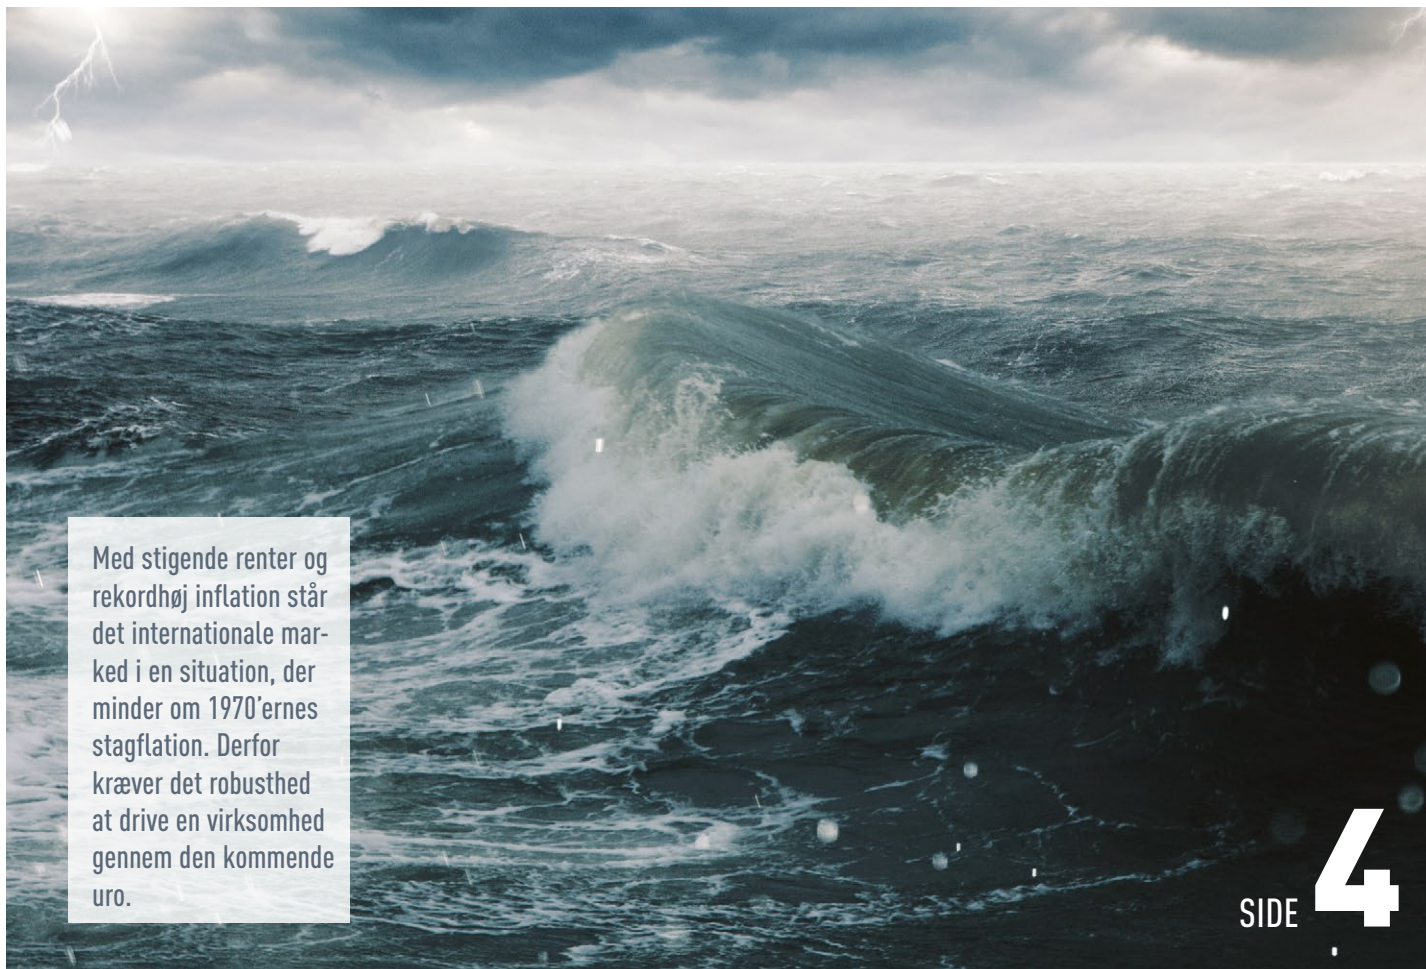 Med stigende renter og
rekordhøj inflation står
det internationale mar-
ked i en situation, der
minder om 1970’ernes
stagflation. Derfor
kræver det robusthed
at drive en virksomhed
gennem den kommende
uro.
SIDE 4